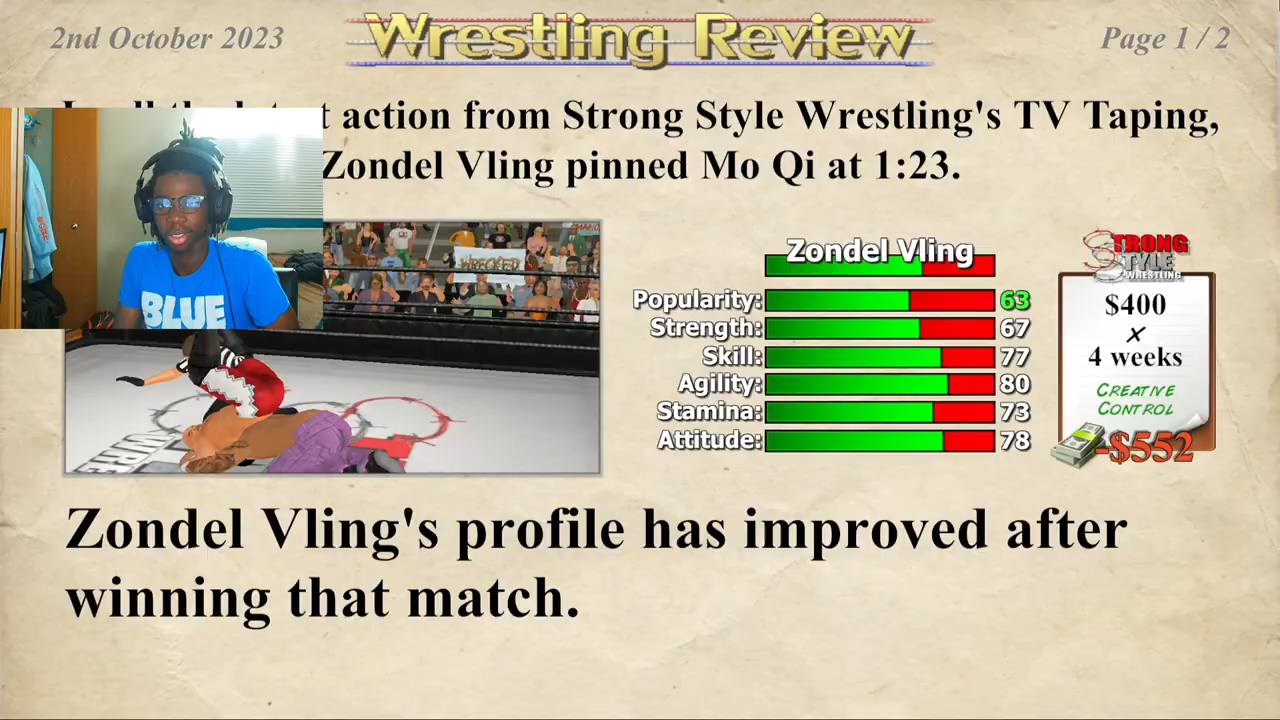 2nd October 2023
Wrestling Review
Page 1 / 2
action from Strong Style Wrestling's TV Taping,
Zondel Vling pinned Mo Qi at 1:23.
WRECKER
BLUE
Zondel Vling
Popularity: 63
Strength: 67
Skill: 77
Agility: 80
Stamina: 73
Attitude: 78
STRONG
STYLE
WRESTLING
$400
×
4 weeks
CREATIVE
CONTROL
-$552
Zondel Vling's profile has improved after
winning that match.